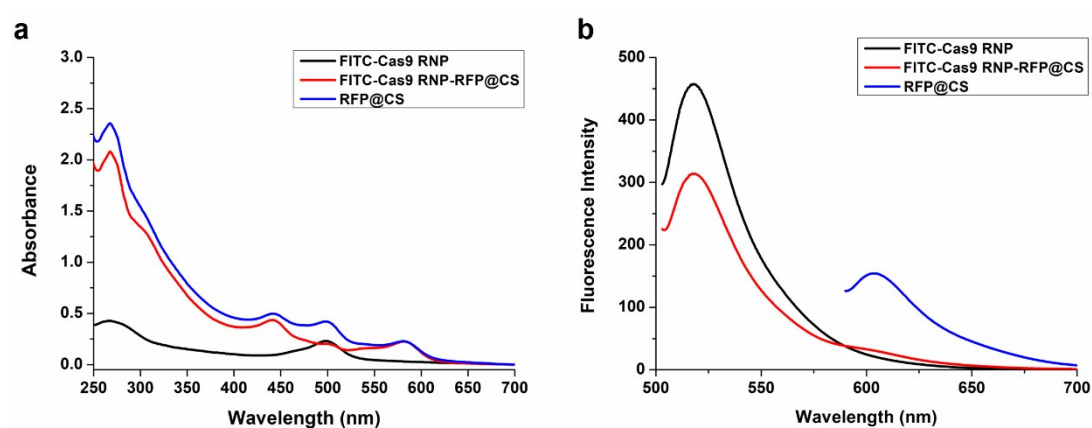 a
3.0
2.5
2.0
1.5
1.0
0.5
0.0
Absorbance
250 300 350 400 450 500 550 600 650 700
Wavelength (nm)
FITC-Cas9 RNP
FITC-Cas9 RNP-RFP@CS
RFP@CS
b
500
400
300
200
100
0
Fluorescence Intensity
500 550 600 650 700
Wavelength (nm)
FITC-Cas9 RNP
FITC-Cas9 RNP-RFP@CS
RFP@CS